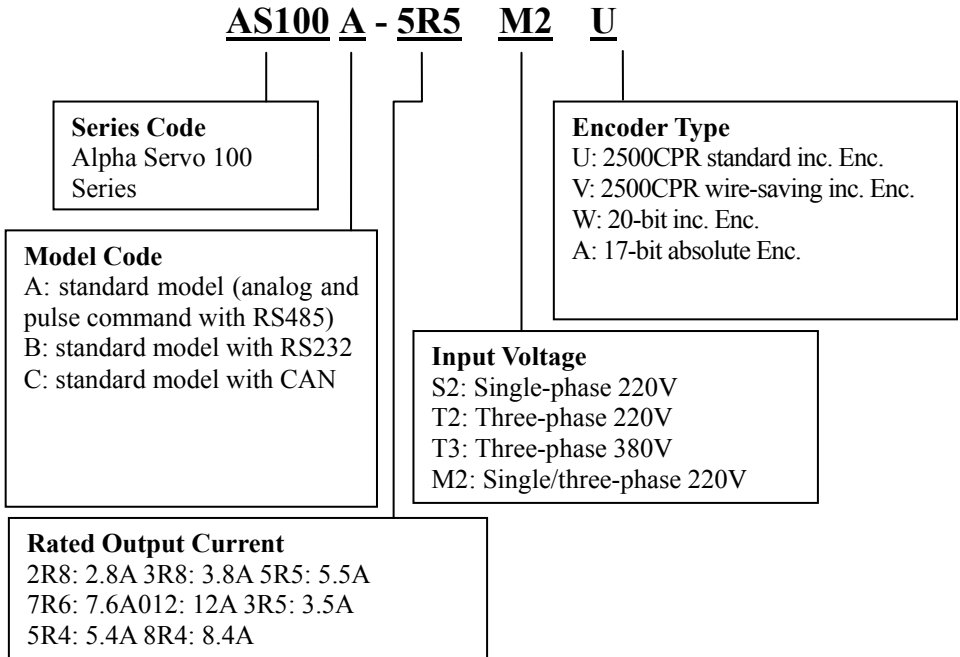 AS100 A - 5R5 M2 U
Series Code
Alpha Servo 100
Series
Encoder Type
U: 2500CPR standard inc. Enc.
V: 2500CPR wire-saving inc. Enc.
W: 20-bit inc. Enc.
A: 17-bit absolute Enc.
Model Code
A: standard model (analog and
pulse command with RS485)
B: standard model with RS232
C: standard model with CAN
Input Voltage
S2: Single-phase 220V
T2: Three-phase 220V
T3: Three-phase 380V
M2: Single/three-phase 220V
Rated Output Current
2R8: 2.8A 3R8: 3.8A 5R5: 5.5A
7R6: 7.6A012: 12A 3R5: 3.5A
5R4: 5.4A 8R4: 8.4A